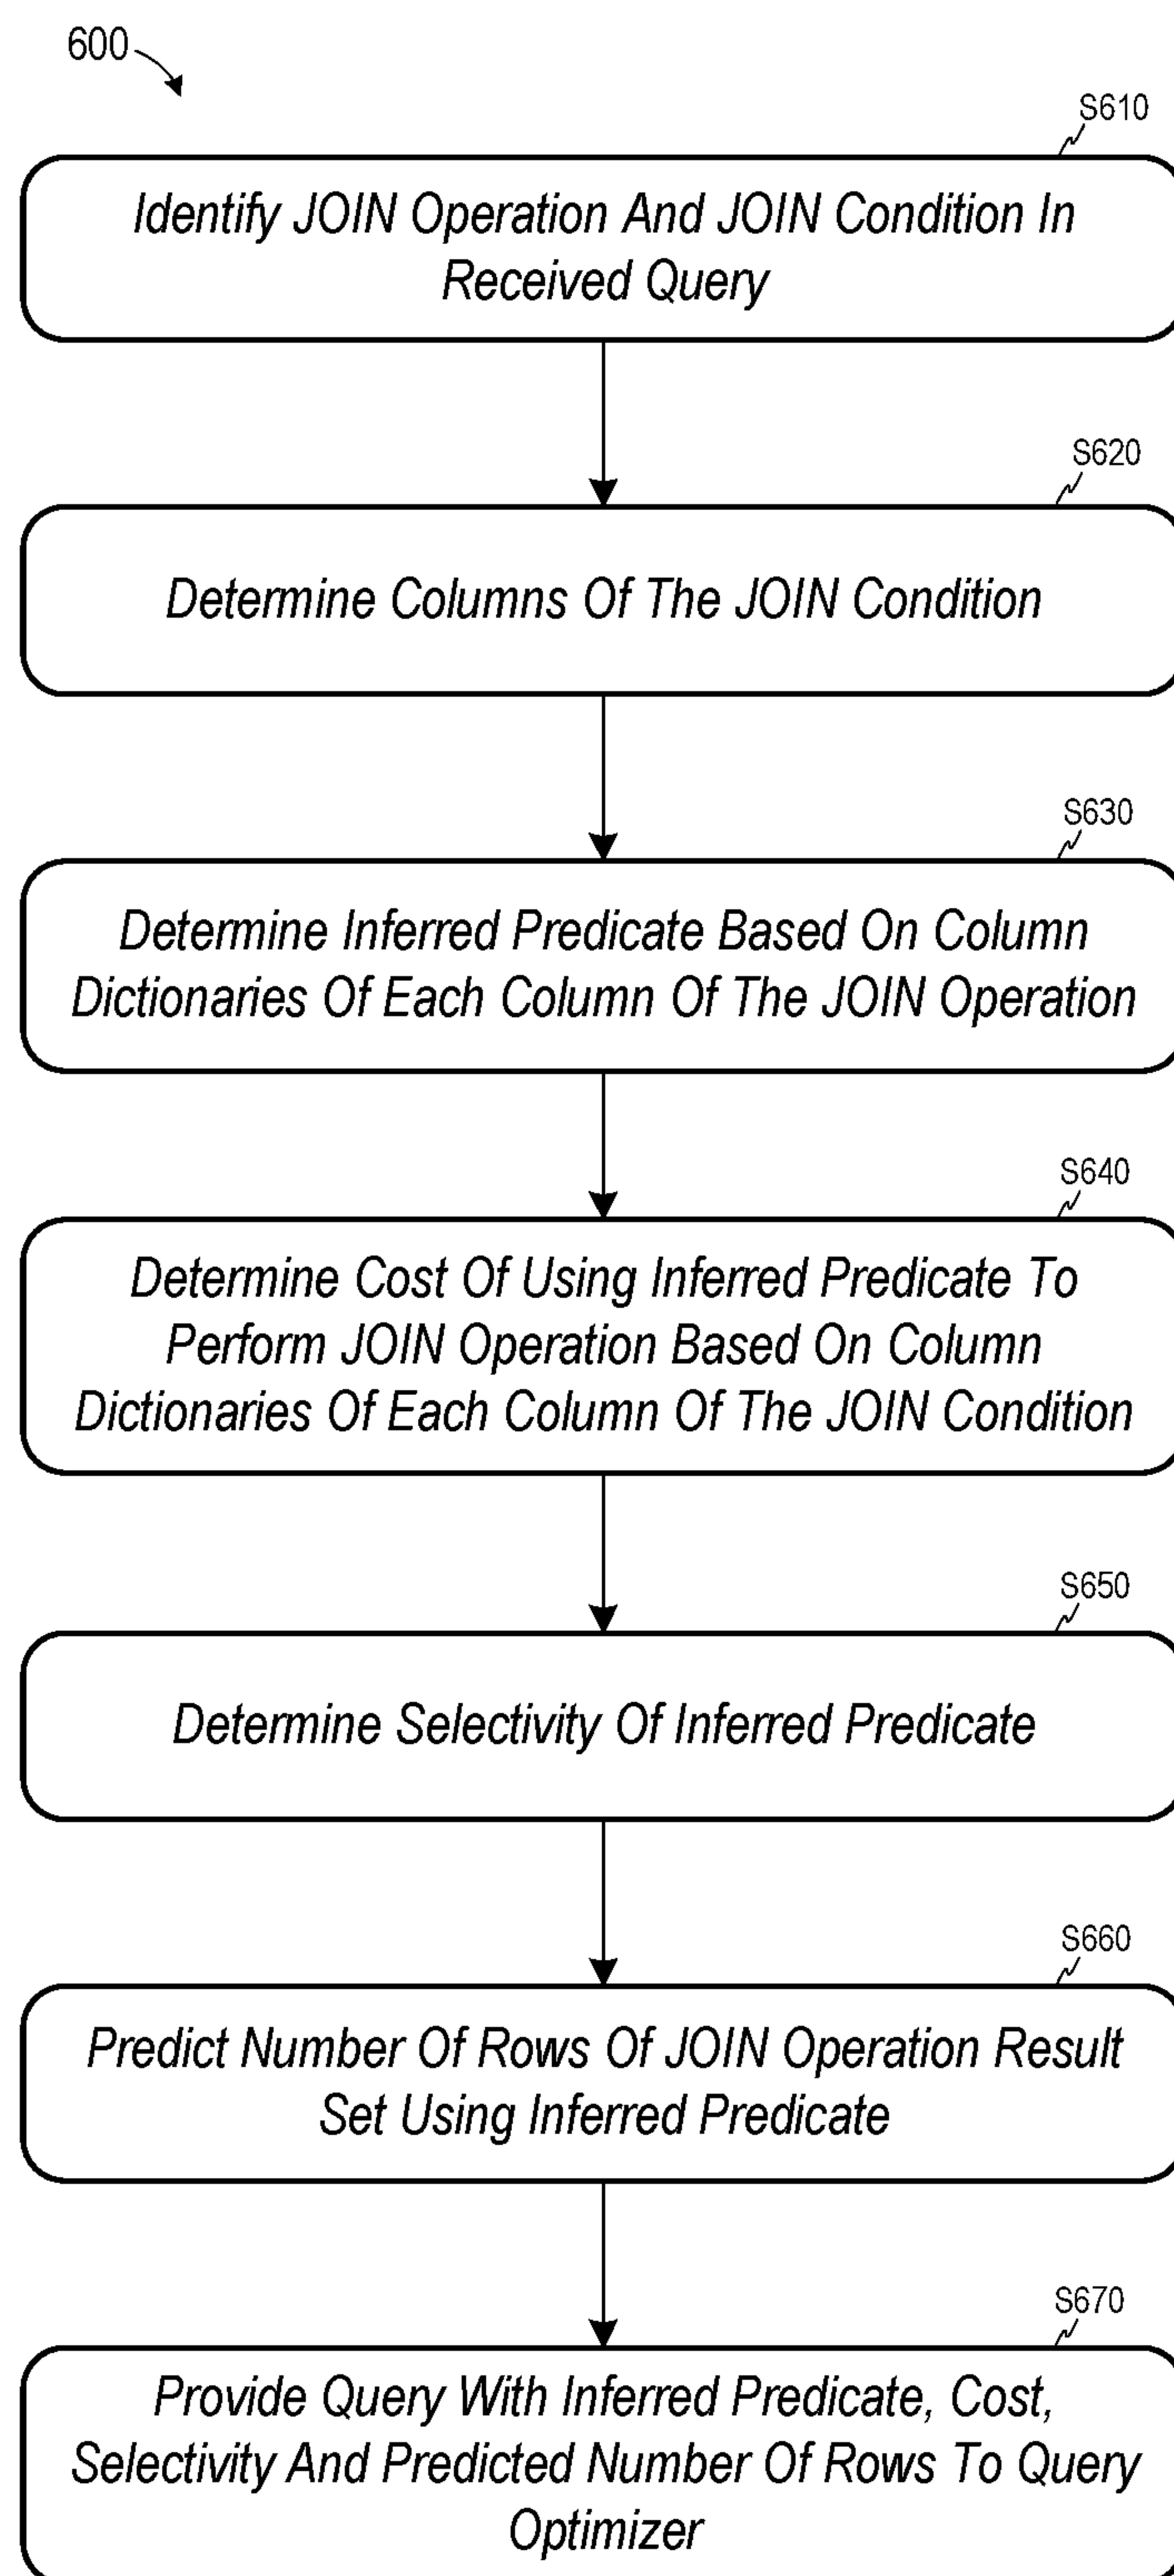 600
S610
Identify JOIN Operation And JOIN Condition In
Received Query
S620
Determine Columns Of The JOIN Condition
S630
Determine Inferred Predicate Based On Column
Dictionaries Of Each Column Of The JOIN Operation
S640
Determine Cost Of Using Inferred Predicate To
Perform JOIN Operation Based On Column
Dictionaries Of Each Column Of The JOIN Condition
S650
Determine Selectivity Of Inferred Predicate
S660
Predict Number Of Rows Of JOIN Operation Result
Set Using Inferred Predicate
S670
Provide Query With Inferred Predicate, Cost,
Selectivity And Predicted Number Of Rows To Query
Optimizer